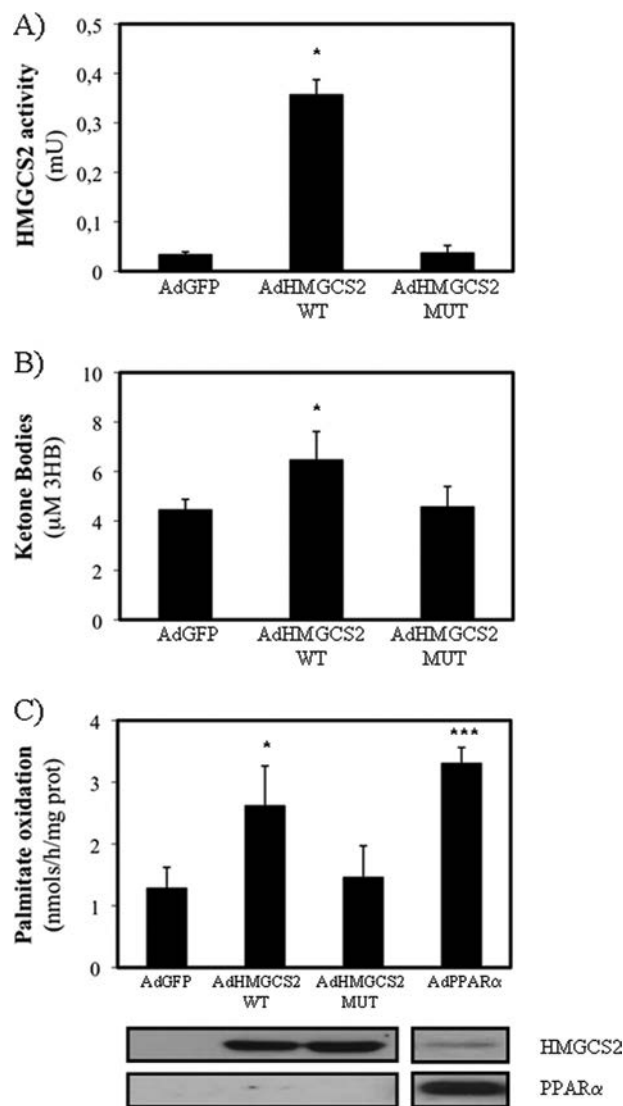 A)
HMGCS2 activity
(mU)
0,5
*
0,4
0,3
0,2
0,1
0
AdGFP AdHMGCS2 AdHMGCS2
WT MUT
B)
Ketone Bodies
(µM 3HB)
10
*
8
6
4
2
0
AdGFP AdHMGCS2 AdHMGCS2
WT MUT
C)
Palmitate oxidation
(nmols/h/mg prot)
4
* ***
3
2
1
0
AdGFP AdHMGCS2 AdHMGCS2 AdPPARα
WT MUT
HMGCS2
PPARα